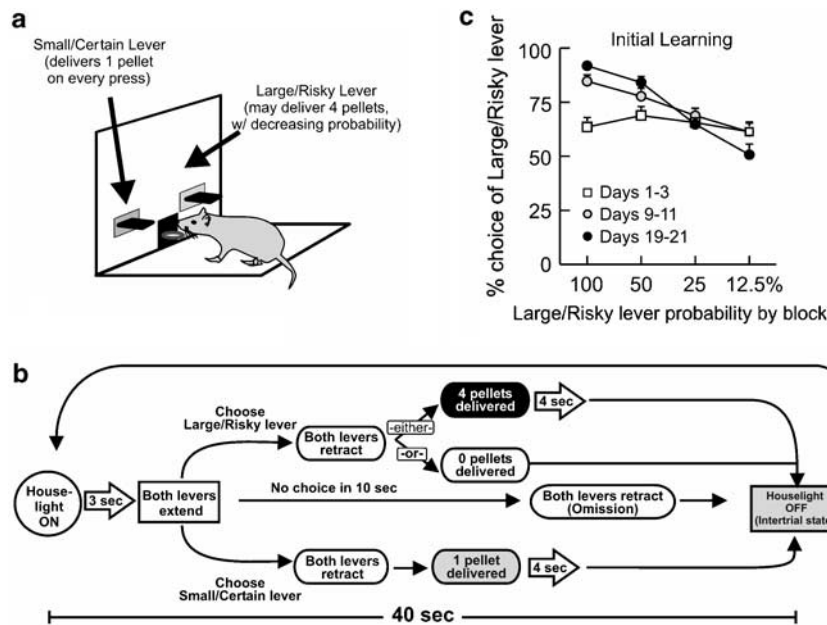 a
Small/Certain Lever
(delivers 1 pellet
on every press)
Large/Risky Lever
(may deliver 4 pellets,
w/ decreasing probability)
c
Initial Learning
% choice of Large/Risky lever
100
75
50
25
0
Days 1-3
Days 9-11
Days 19-21
100 50 25 12.5%
Large/Risky lever probability by block
b
House-
light
ON
3 sec
Both levers
extend
Choose
Large/Risky lever
Both levers
retract
-either-
-or-
4 pellets
delivered
4 sec
0 pellets
delivered
No choice in 10 sec
Both levers retract
(Omission)
Houselight
OFF
(Intertrial state)
Choose
Small/Certain lever
Both levers
retract
1 pellet
delivered
4 sec
40 sec